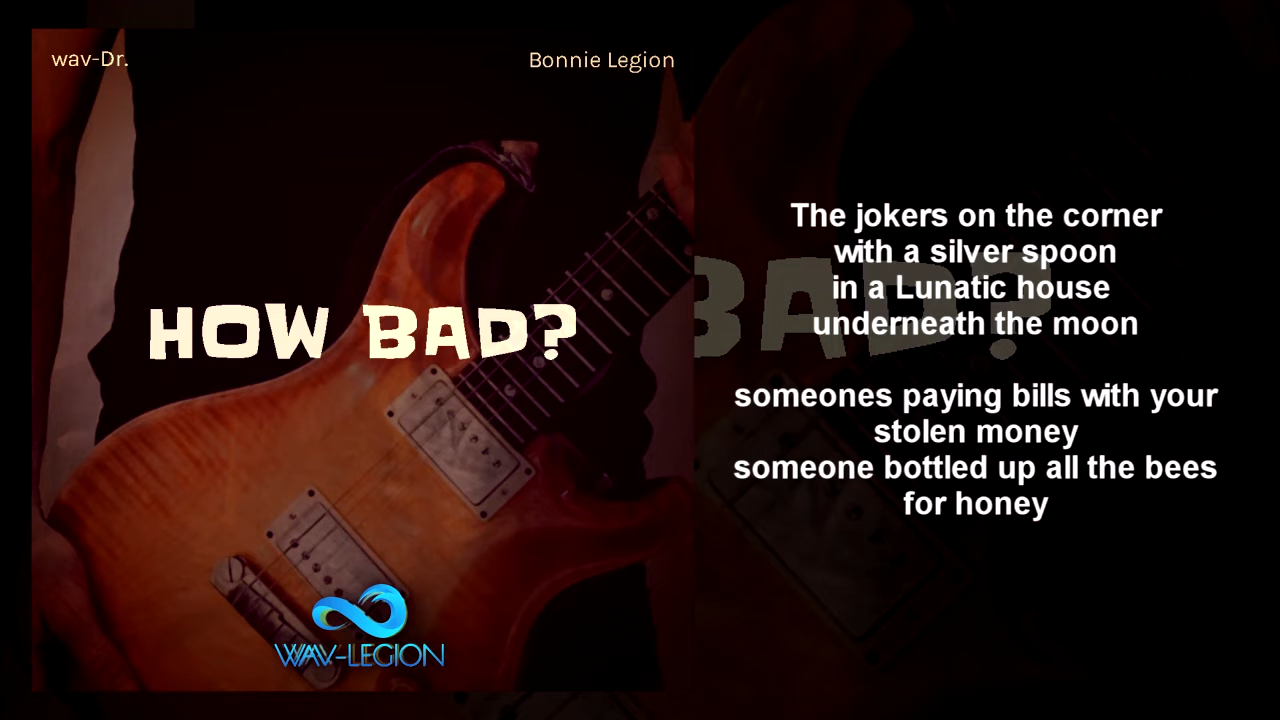 wav-Dr.
Bonnie Legion
HOW BAD?
WAV-LEGION
The jokers on the corner
with a silver spoon
in a Lunatic house
underneath the moon
someones paying bills with your
stolen money
someone bottled up all the bees
for honey
BAD?